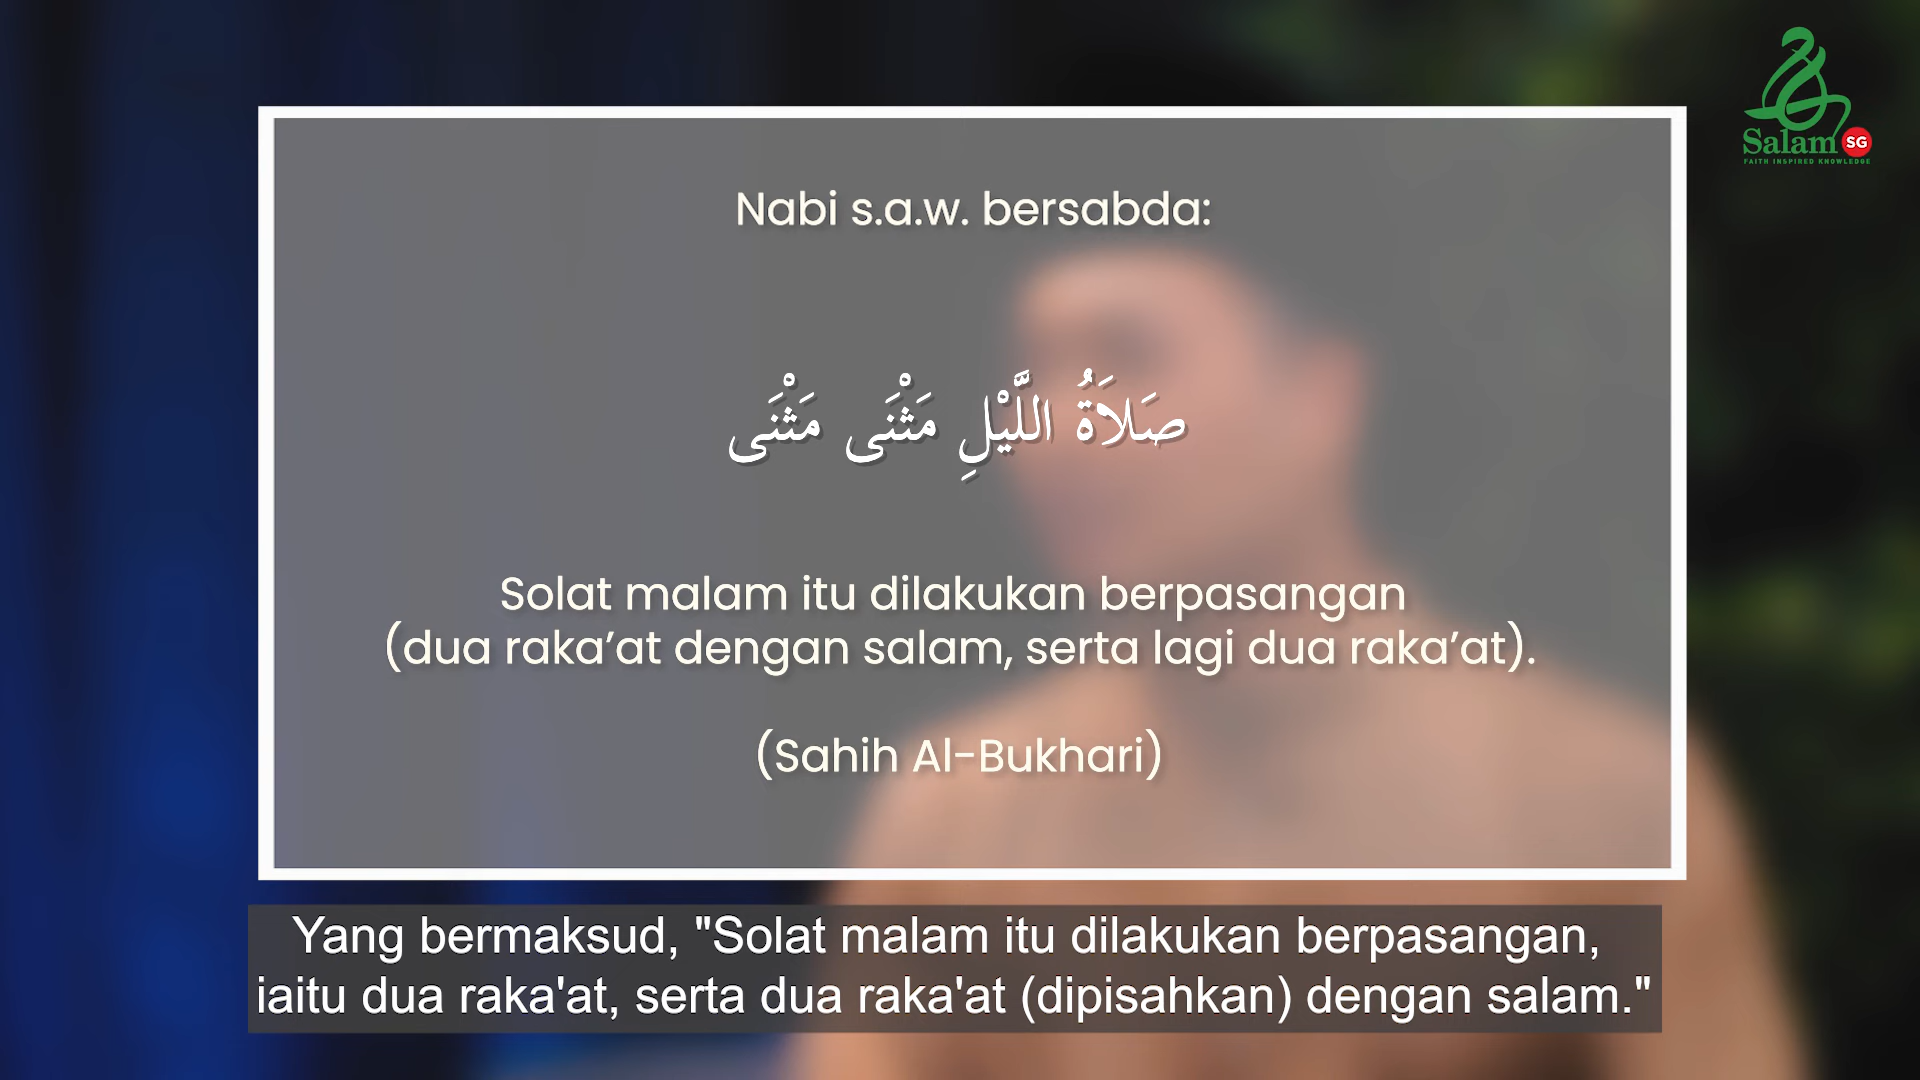 Salam SG
FAITH INSPIRED KNOWLEDGE
Nabi s.a.w. bersabda:
صَلاَةُ اللَّيْلِ مَثْنَى مَثْنَى
Solat malam itu dilakukan berpasangan
(dua raka’at dengan salam, serta lagi dua raka’at).
(Sahih Al-Bukhari)
Yang bermaksud, "Solat malam itu dilakukan berpasangan,
iaitu dua raka'at, serta dua raka'at (dipisahkan) dengan salam."